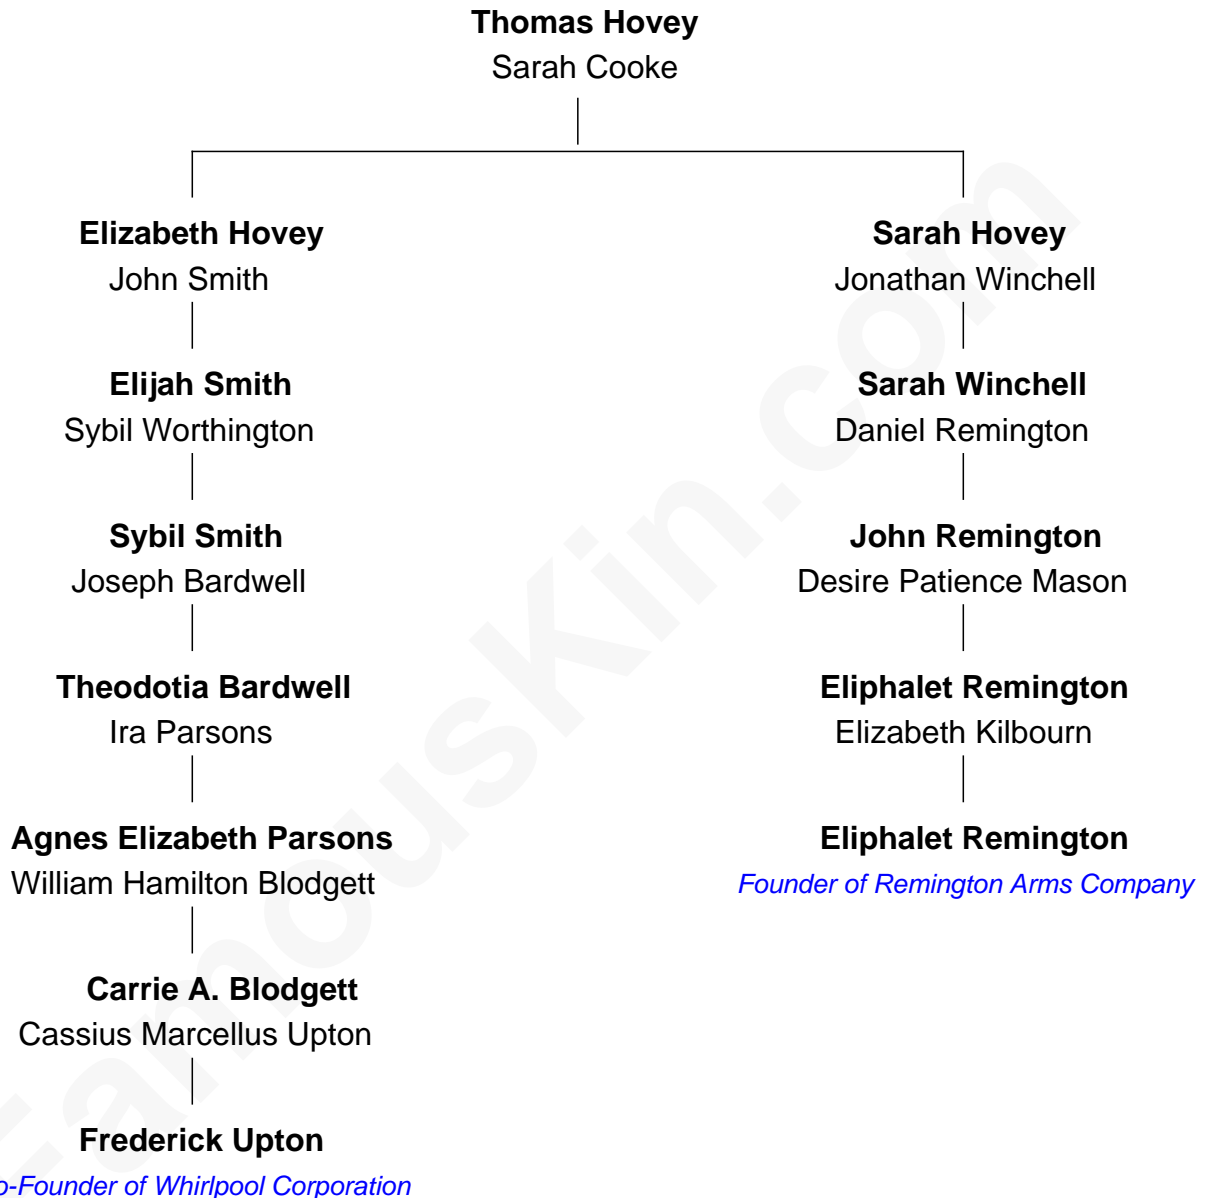 Thomas Hovey
Sarah Cooke
Elizabeth Hovey
John Smith
Sarah Hovey
Jonathan Winchell
Elijah Smith
Sybil Worthington
Sarah Winchell
Daniel Remington
Sybil Smith
Joseph Bardwell
John Remington
Desire Patience Mason
Theodotia Bardwell
Ira Parsons
Eliphalet Remington
Elizabeth Kilbourn
Agnes Elizabeth Parsons
William Hamilton Blodgett
Eliphalet Remington
Founder of Remington Arms Company
Carrie A. Blodgett
Cassius Marcellus Upton
Frederick Upton
o-Founder of Whirlpool Corporation
FamousKin.com